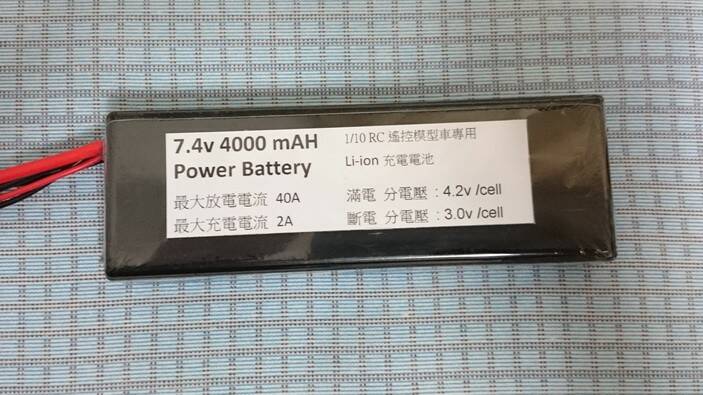 7.4v 4000 mAH
Power Battery
最大放電電流 40A
最大充電電流 2A
1/10 RC 遙控模型車專用
Li-ion 充電電池
滿電 分電壓 : 4.2v /cell
斷電 分電壓 : 3.0v /cell